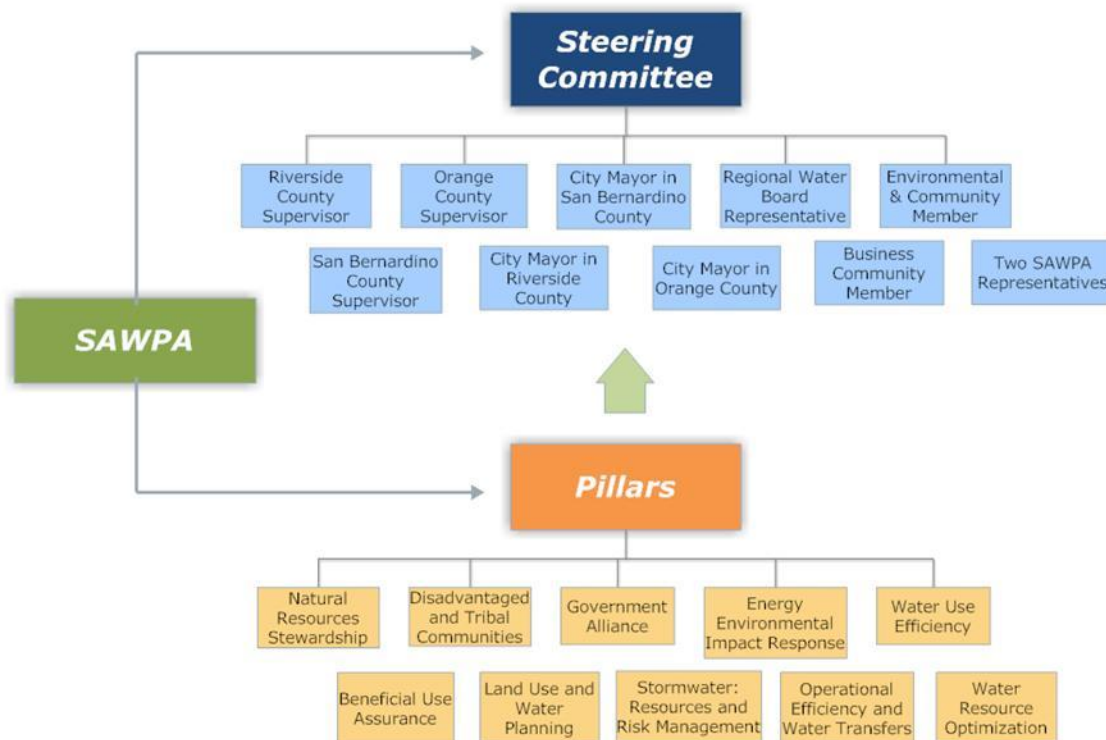 Steering
Committee
Riverside
County
Supervisor
Orange
County
Supervisor
City Mayor in
San Bernardino
County
Regional Water
Board
Representative
Environmental
& Community
Member
San Bernardino
County
Supervisor
City Mayor in
Riverside
County
City Mayor in
Orange County
Business
Community
Member
Two SAWPA
Representatives
SAWPA
Pillars
Natural
Resources
Stewardship
Disadvantaged
and Tribal
Communities
Government
Alliance
Energy
Environmental
Impact Response
Water Use
Efficiency
Beneficial Use
Assurance
Land Use and
Water
Planning
Stormwater:
Resources and
Risk Management
Operational
Efficiency and
Water Transfers
Water
Resource
Optimization